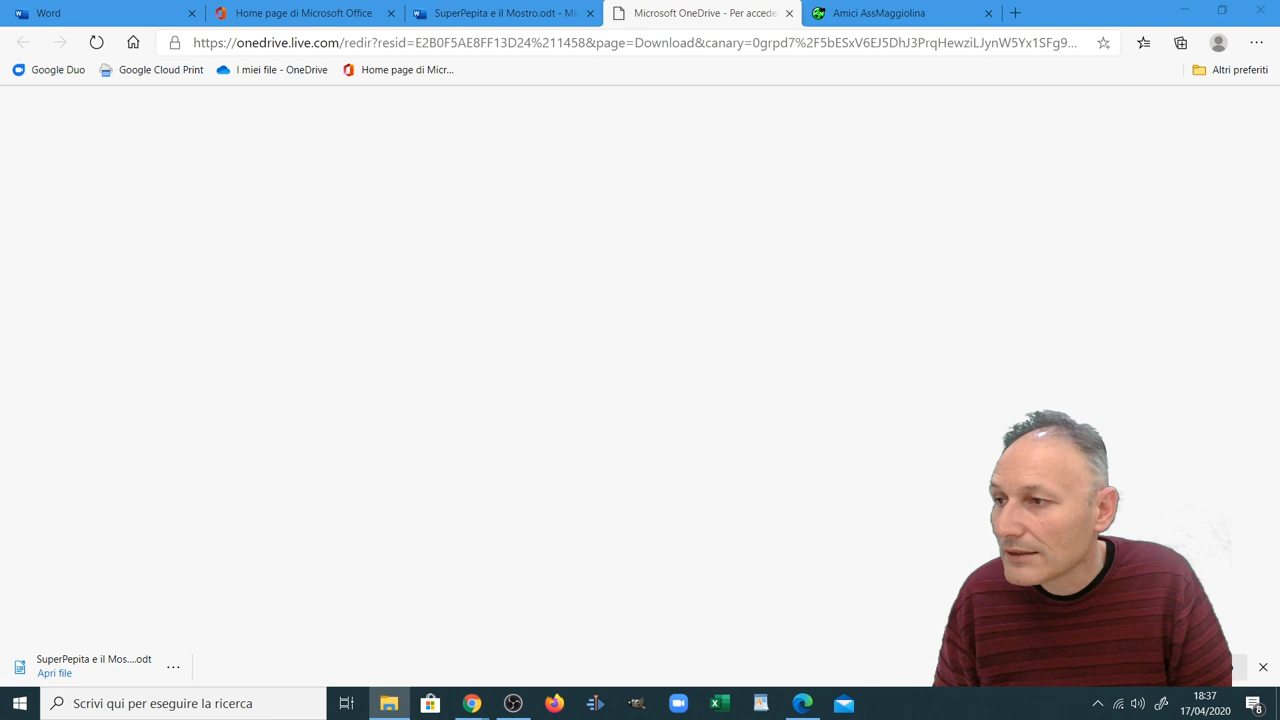 Word
Home page di Microsoft Office
SuperPepita e il Mostro.odt - Mi
Microsoft OneDrive - Per accede
Amici AssMaggiolina
https://onedrive.live.com/redir?resid=E2B0F5AE8FF13D24%211458&page=Download&canary=0grpd7%2F5bESxV6EJ5DhJ3PrqHewziLJynW5Yx1SFg9...
Google Duo
Google Cloud Print
I miei file - OneDrive
Home page di Micr...
Altri preferiti
SuperPepita e il Mos....odt
Apri file
Scrivi qui per eseguire la ricerca
18:37
17/04/2020
8